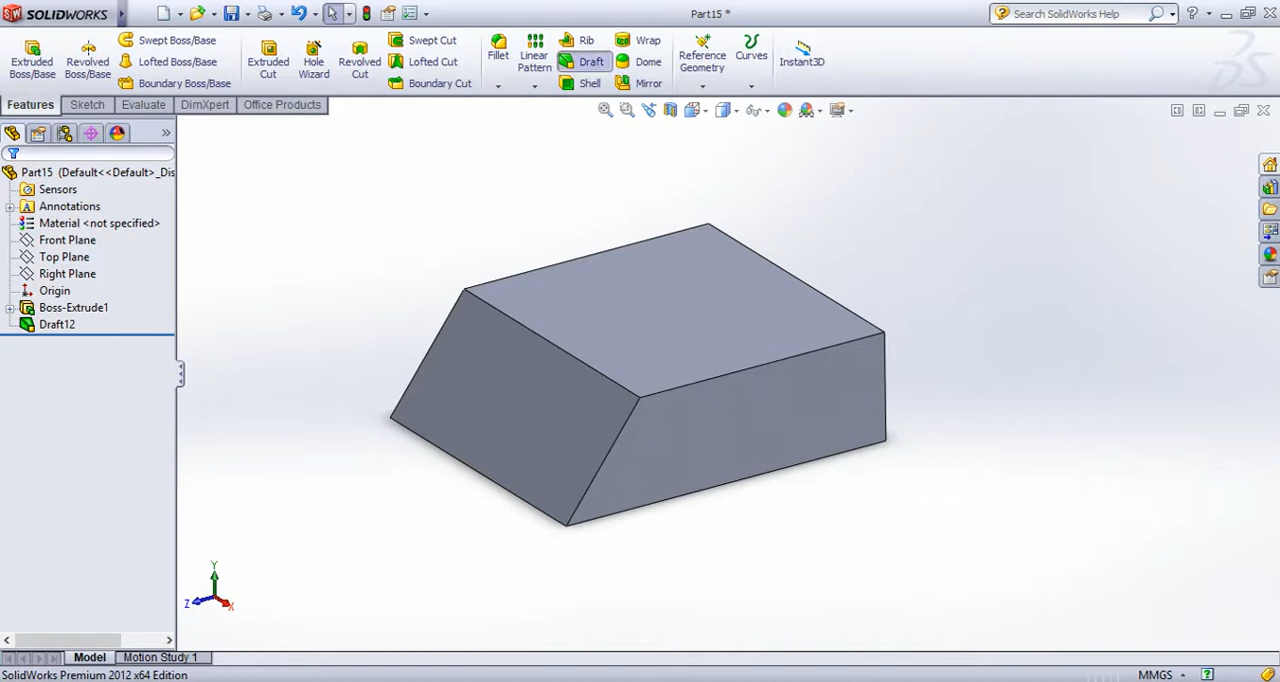 SOLIDWORKS
Part15 *
Search SolidWorks Help
Extruded Boss/Base
Revolved Boss/Base
Swept Boss/Base
Lofted Boss/Base
Boundary Boss/Base
Extruded Cut
Hole Wizard
Revolved Cut
Swept Cut
Lofted Cut
Boundary Cut
Fillet
Linear Pattern
Rib
Draft
Shell
Wrap
Dome
Mirror
Reference Geometry
Curves
Instant3D
Features Sketch Evaluate DimXpert Office Products
Part15 (Default<<Default>_Dis
Sensors
Annotations
Material <not specified>
Front Plane
Top Plane
Right Plane
Origin
Boss-Extrude1
Draft12
Y
Z
X
Model Motion Study 1
SolidWorks Premium 2012 x64 Edition
MMGS